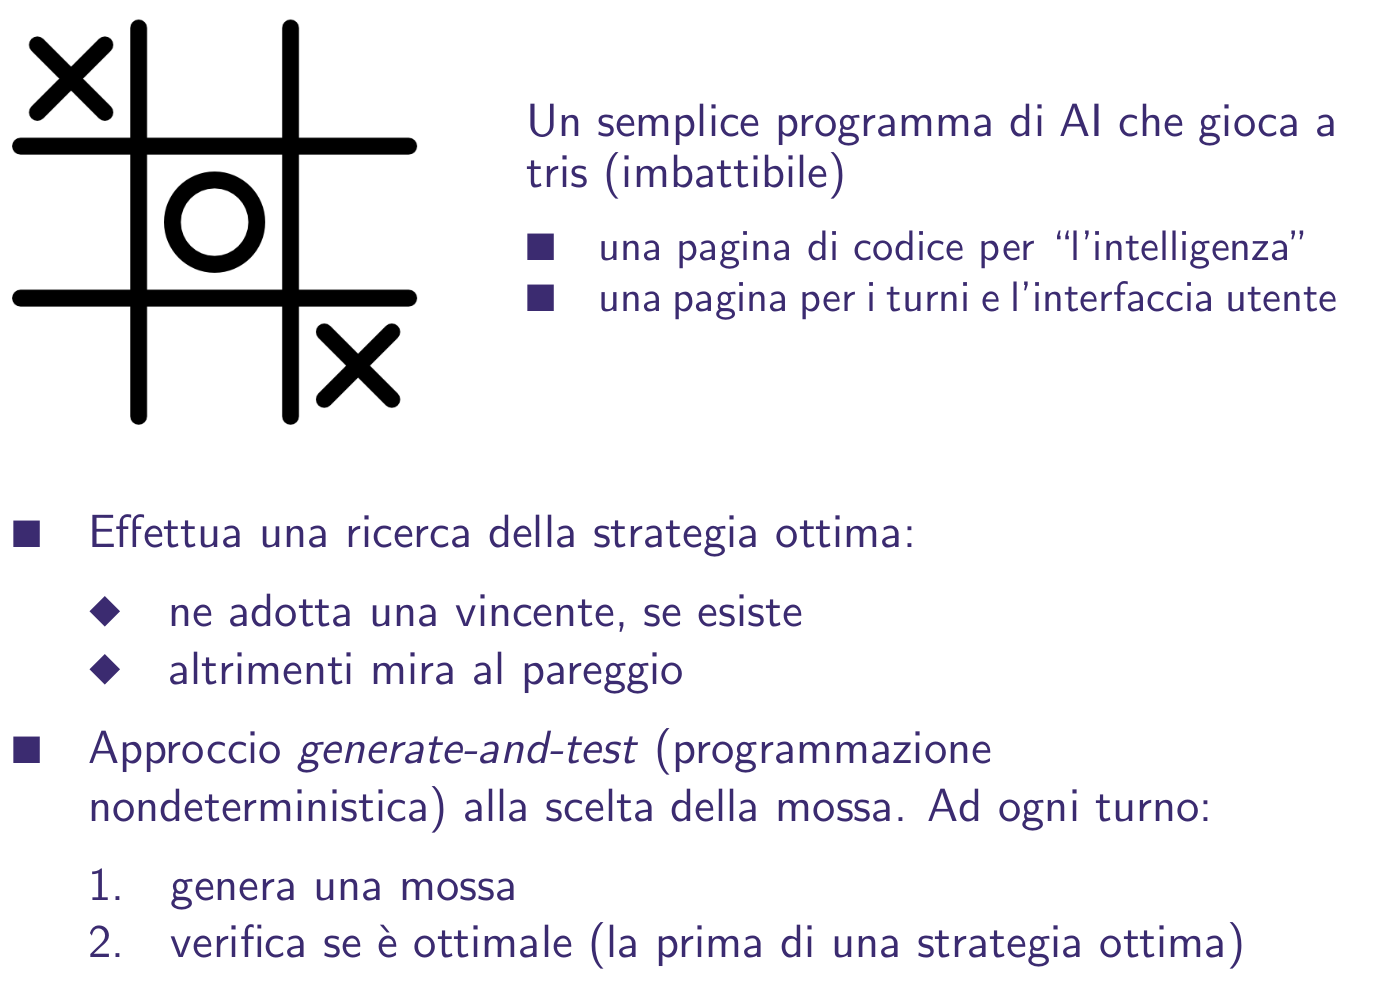 Un semplice programma di AI che gioca a
tris (imbattibile)
una pagina di codice per “l’intelligenza”
una pagina per i turni e l’interfaccia utente
Effettua una ricerca della strategia ottima:
ne adotta una vincente, se esiste
altrimenti mira al pareggio
Approccio generate-and-test (programmazione
nondeterministica) alla scelta della mossa. Ad ogni turno:
1. genera una mossa
2. verifica se è ottimale (la prima di una strategia ottima)